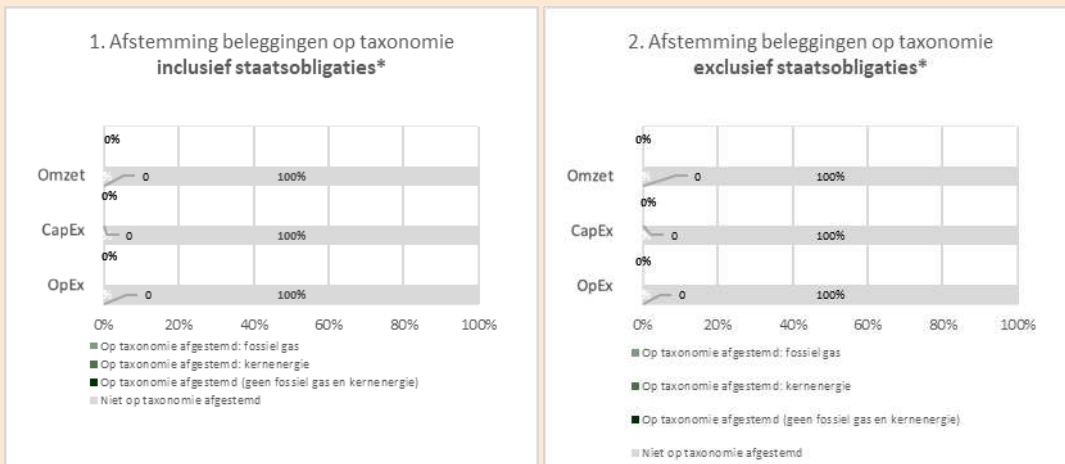 1. Afstemming beleggingen op taxonomie
inclusief staatsobligaties*
0%
Omzet
0
100%
0%
CapEx
0
100%
0%
OpEx
0
100%
0% 20% 40% 60% 80% 100%
Op taxonomie afgestemd: fossiel gas
Op taxonomie afgestemd: kernenergie
Op taxonomie afgestemd (geen fossiel gas en kernenergie)
Niet op taxonomie afgestemd
2. Afstemming beleggingen op taxonomie
exclusief staatsobligaties*
0%
Omzet
0
100%
0%
CapEx
0
100%
0%
OpEx
0
100%
0% 20% 40% 60% 80% 100%
Op taxonomie afgestemd: fossiel gas
Op taxonomie afgestemd: kernenergie
Op taxonomie afgestemd (geen fossiel gas en kernenergie)
Niet op taxonomie afgestemd